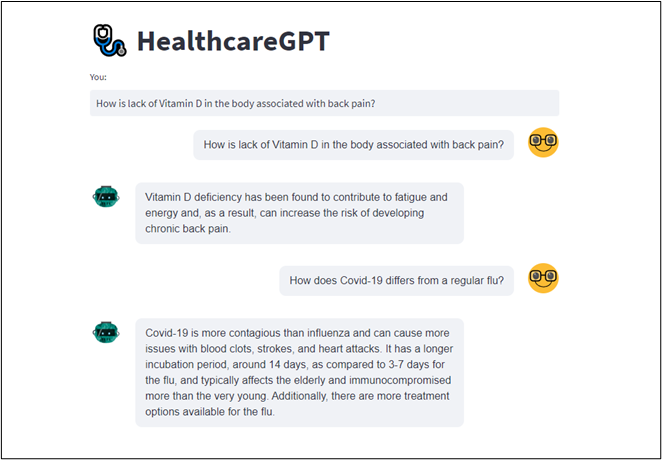 HealthcareGPT
You:
How is lack of Vitamin D in the body associated with back pain?
How is lack of Vitamin D in the body associated with back pain?
Vitamin D deficiency has been found to contribute to fatigue and
energy and, as a result, can increase the risk of developing
chronic back pain.
How does Covid-19 differs from a regular flu?
Covid-19 is more contagious than influenza and can cause more
issues with blood clots, strokes, and heart attacks. It has a longer
incubation period, around 14 days, as compared to 3-7 days for
the flu, and typically affects the elderly and immunocompromised
more than the very young. Additionally, there are more treatment
options available for the flu.